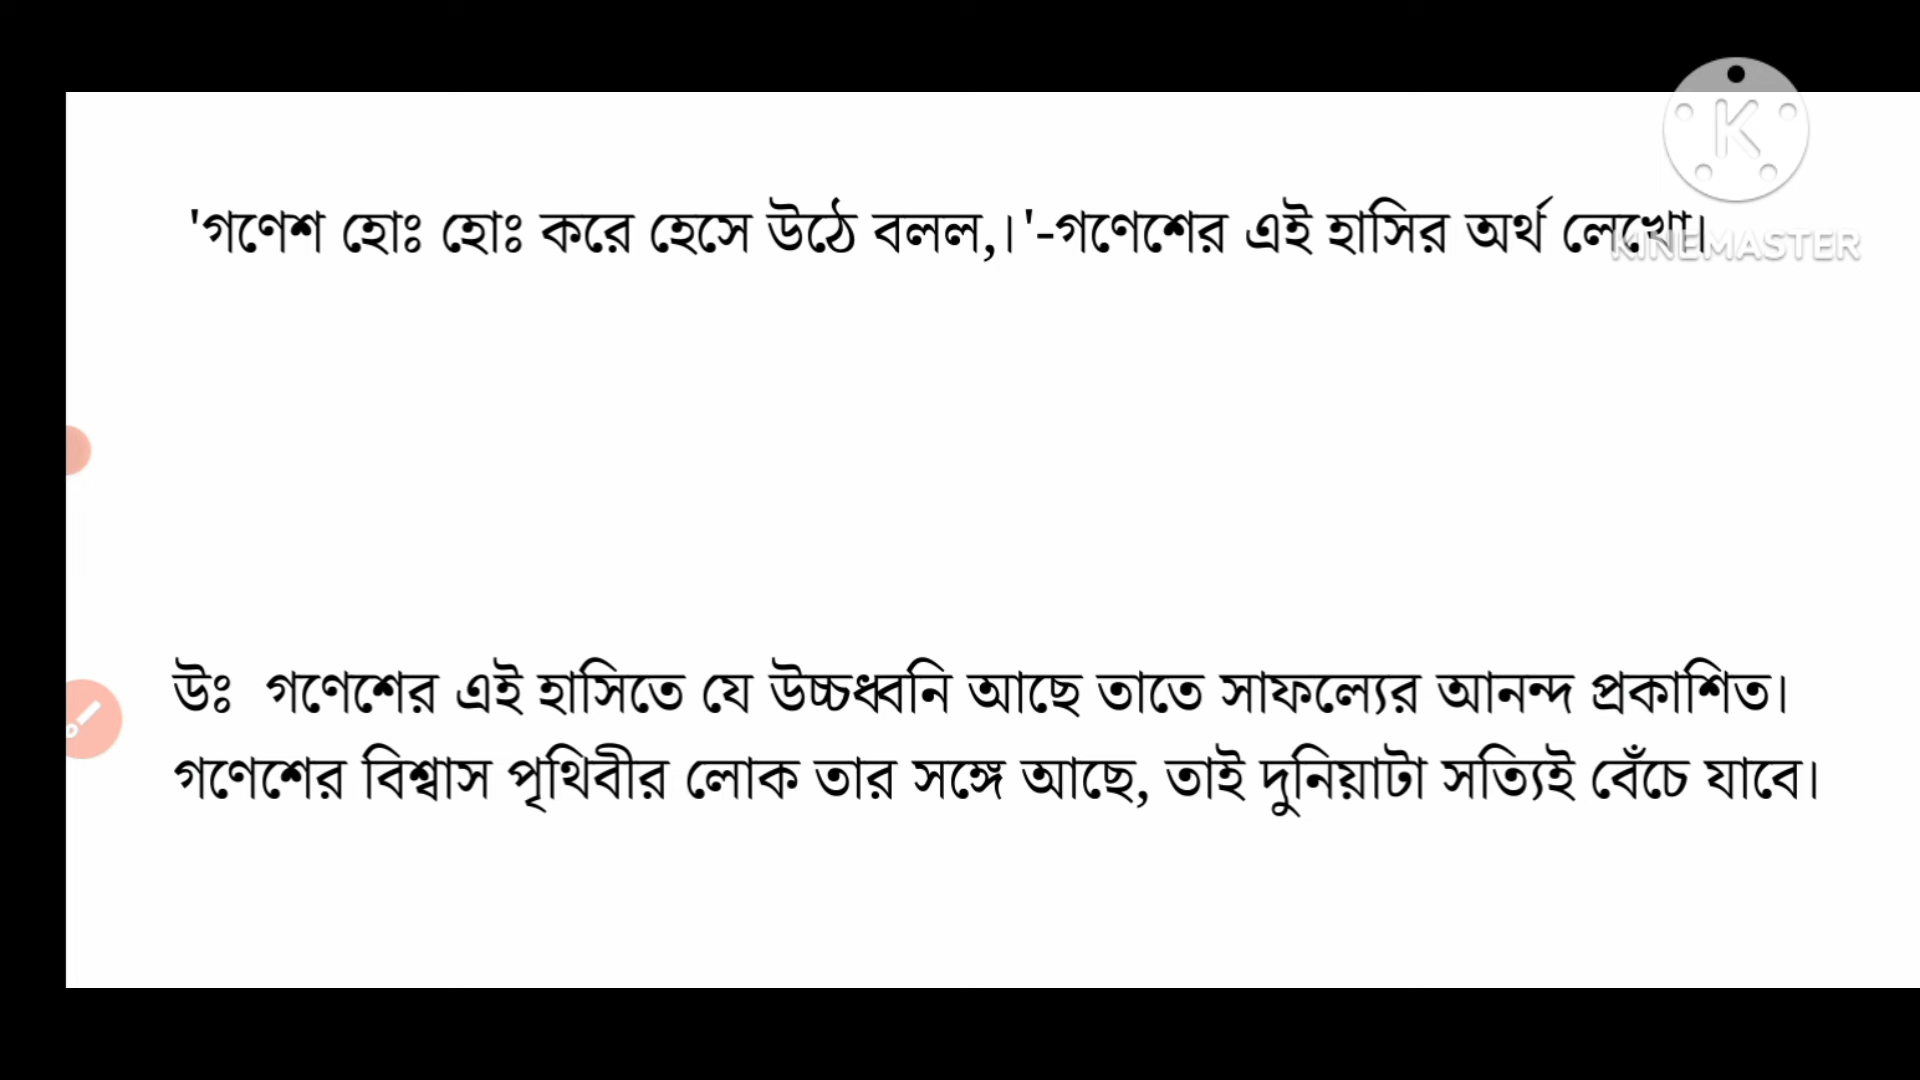 'গণেশ হোঃ হোঃ করে হেসে উঠে বলল,।'-গণেশের এই হাসির অর্থ লেখো।
KINEMASTER
উঃ গণেশের এই হাসিতে যে উচ্চধ্বনি আছে তাতে সাফল্যের আনন্দ প্রকাশিত।
গণেশের বিশ্বাস পৃথিবীর লোক তার সঙ্গে আছে, তাই দুনিয়াটা সত্যিই বেঁচে যাবে।